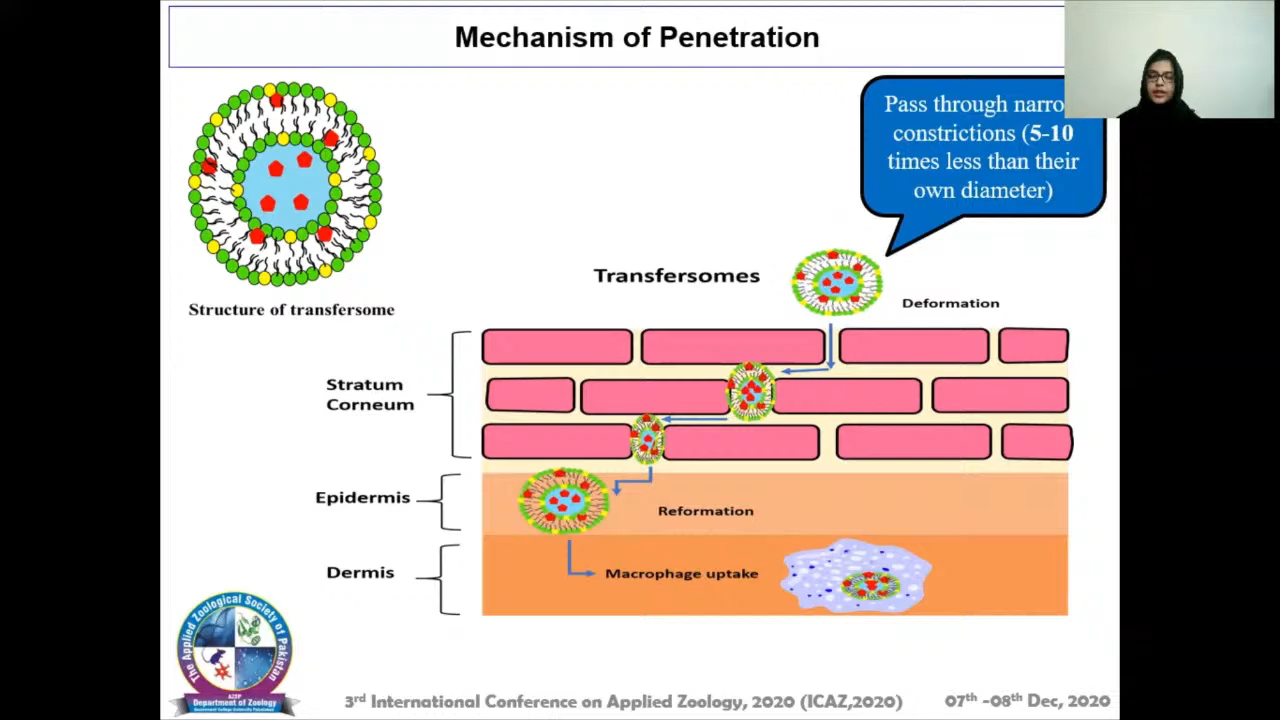 Mechanism of Penetration
Pass through narro
constrictions (5-10
times less than their
own diameter)
Transfersomes
Deformation
Structure of transfersome
Stratum
Corneum
Epidermis
Reformation
Dermis
Macrophage uptake
The Applied Zoological Society of Pakistan
AZSP
Department of Zoology
3rd International Conference on Applied Zoology, 2020 (ICAZ,2020)
07th -08th Dec, 2020